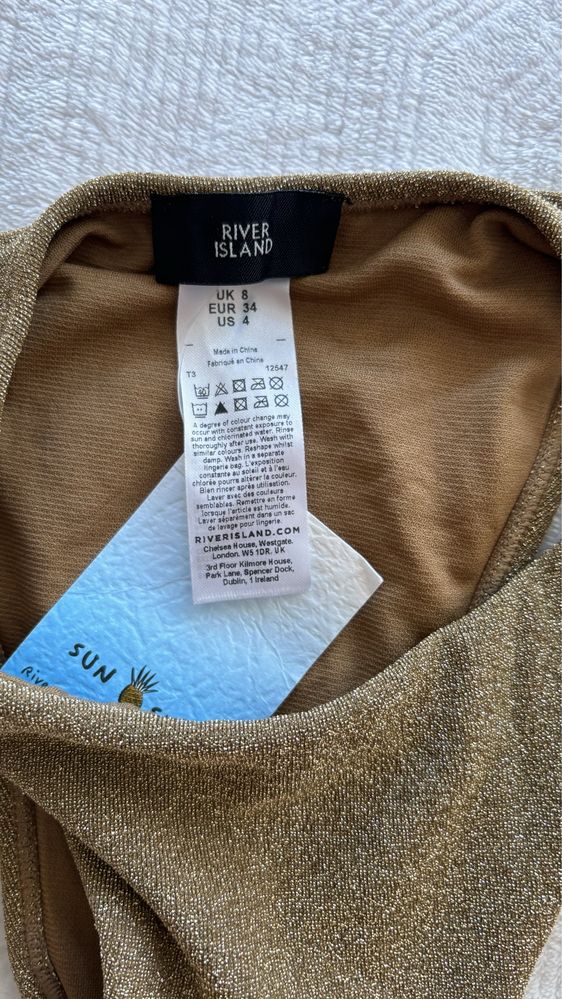 RIVER
ISLAND
UK 8
EUR 34
US 4
Made in China
Fabriqué en Chine
T3 12547
40
A degree of colour change may
occur with constant exposure to
sun and chlorinated water. Rinse
thoroughly after use. Wash with
similar colours. Reshape whilst
damp. Wash in a separate
lingerie bag. L'exposition
constante au soleil et à l'eau
chlorée pourra altérer la couleur.
Bien rincer après utilisation.
Laver avec des couleurs
semblables. Remettre en forme
lorsque l'article est humide.
Laver séparément dans un sac
de lavage pour lingerie.
RIVERISLAND.COM
Chelsea House, Westgate,
London. W5 1DR. UK
3rd Floor Kilmore House,
Park Lane, Spencer Dock,
Dublin, 1 Ireland
SUN